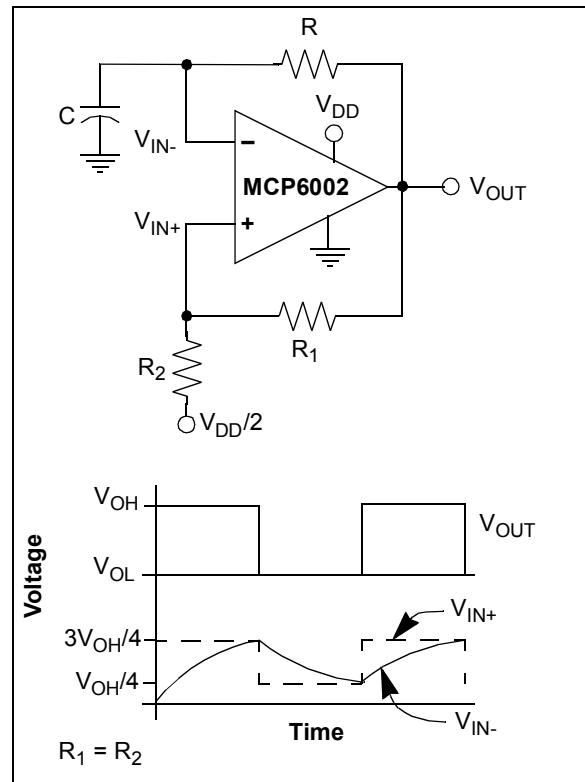 R
C
V_DD
V_IN-
−
MCP6002
V_OUT
V_IN+
+
R_1
R_2
V_DD/2
V_OH
V_OUT
V_OL
Voltage
V_IN+
3V_OH/4
V_OH/4
Time
V_IN-
R_1 = R_2